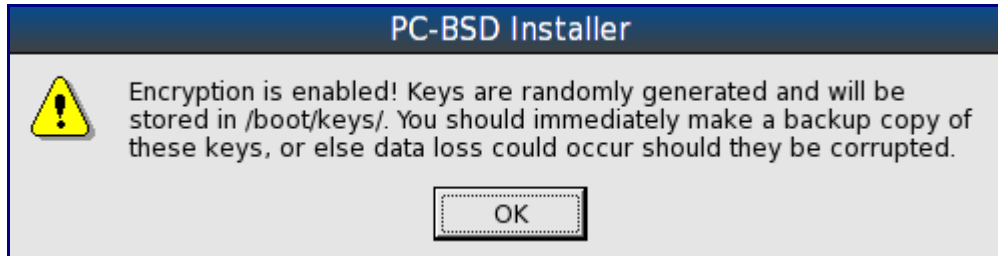 PC-BSD Installer
Encryption is enabled! Keys are randomly generated and will be
stored in /boot/keys/. You should immediately make a backup copy of
these keys, or else data loss could occur should they be corrupted.
OK